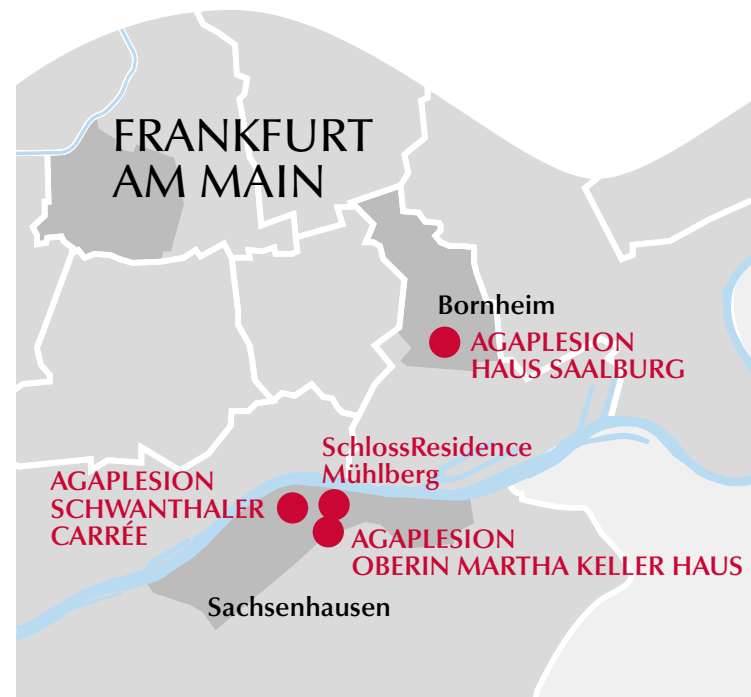 FRANKFURT
AM MAIN
Bornheim
AGAPLESION
HAUS SAALBURG
SchlossResidence
Mühlberg
AGAPLESION
SCHWANTHALER
CARRÉE
AGAPLESION
OBERIN MARTHA KELLER HAUS
Sachsenhausen